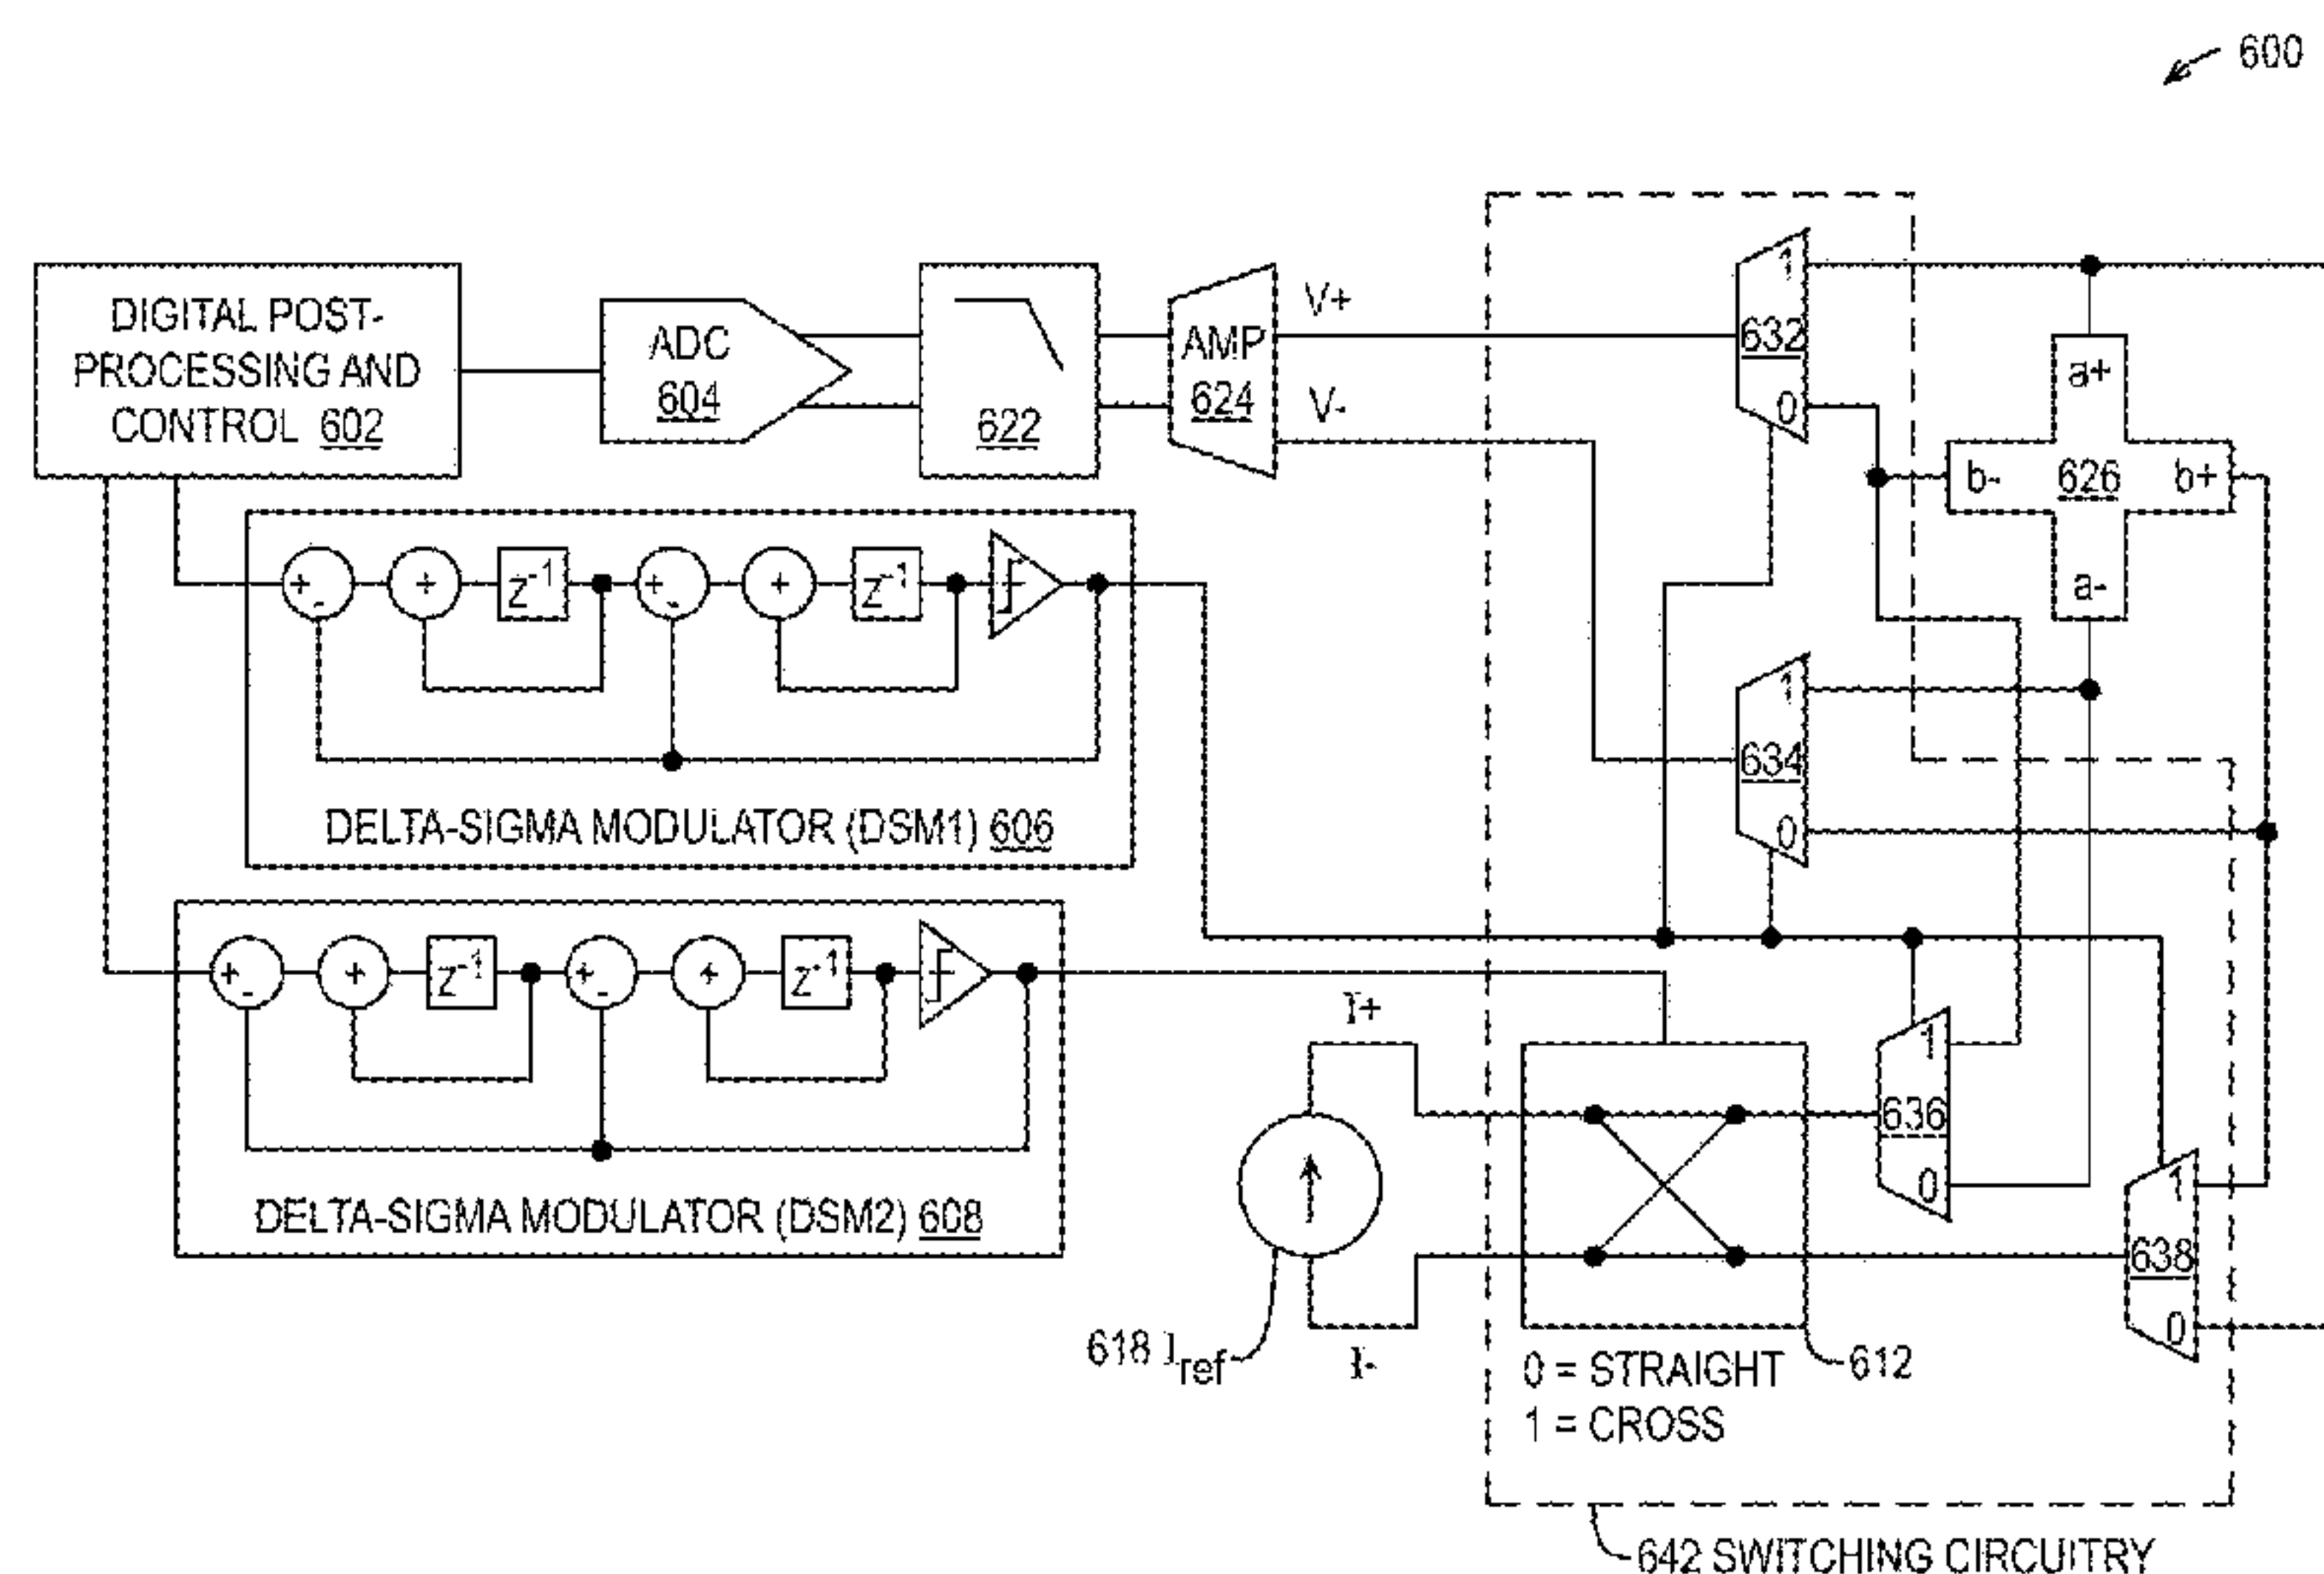 600
DIGITAL POST-
PROCESSING AND
CONTROL 602
ADC
604
622
AMP
624
V+
V-
1
632
0
a+
b- 626 b+
a-
+ - + z-1 + - + z-1
DELTA-SIGMA MODULATOR (DSM1) 606
1
634
0
+ - + z-1 + - + z-1
DELTA-SIGMA MODULATOR (DSM2) 608
I+
I-
618 Iref
1
636
0
1
638
0
612
0 = STRAIGHT
1 = CROSS
642 SWITCHING CIRCUITRY